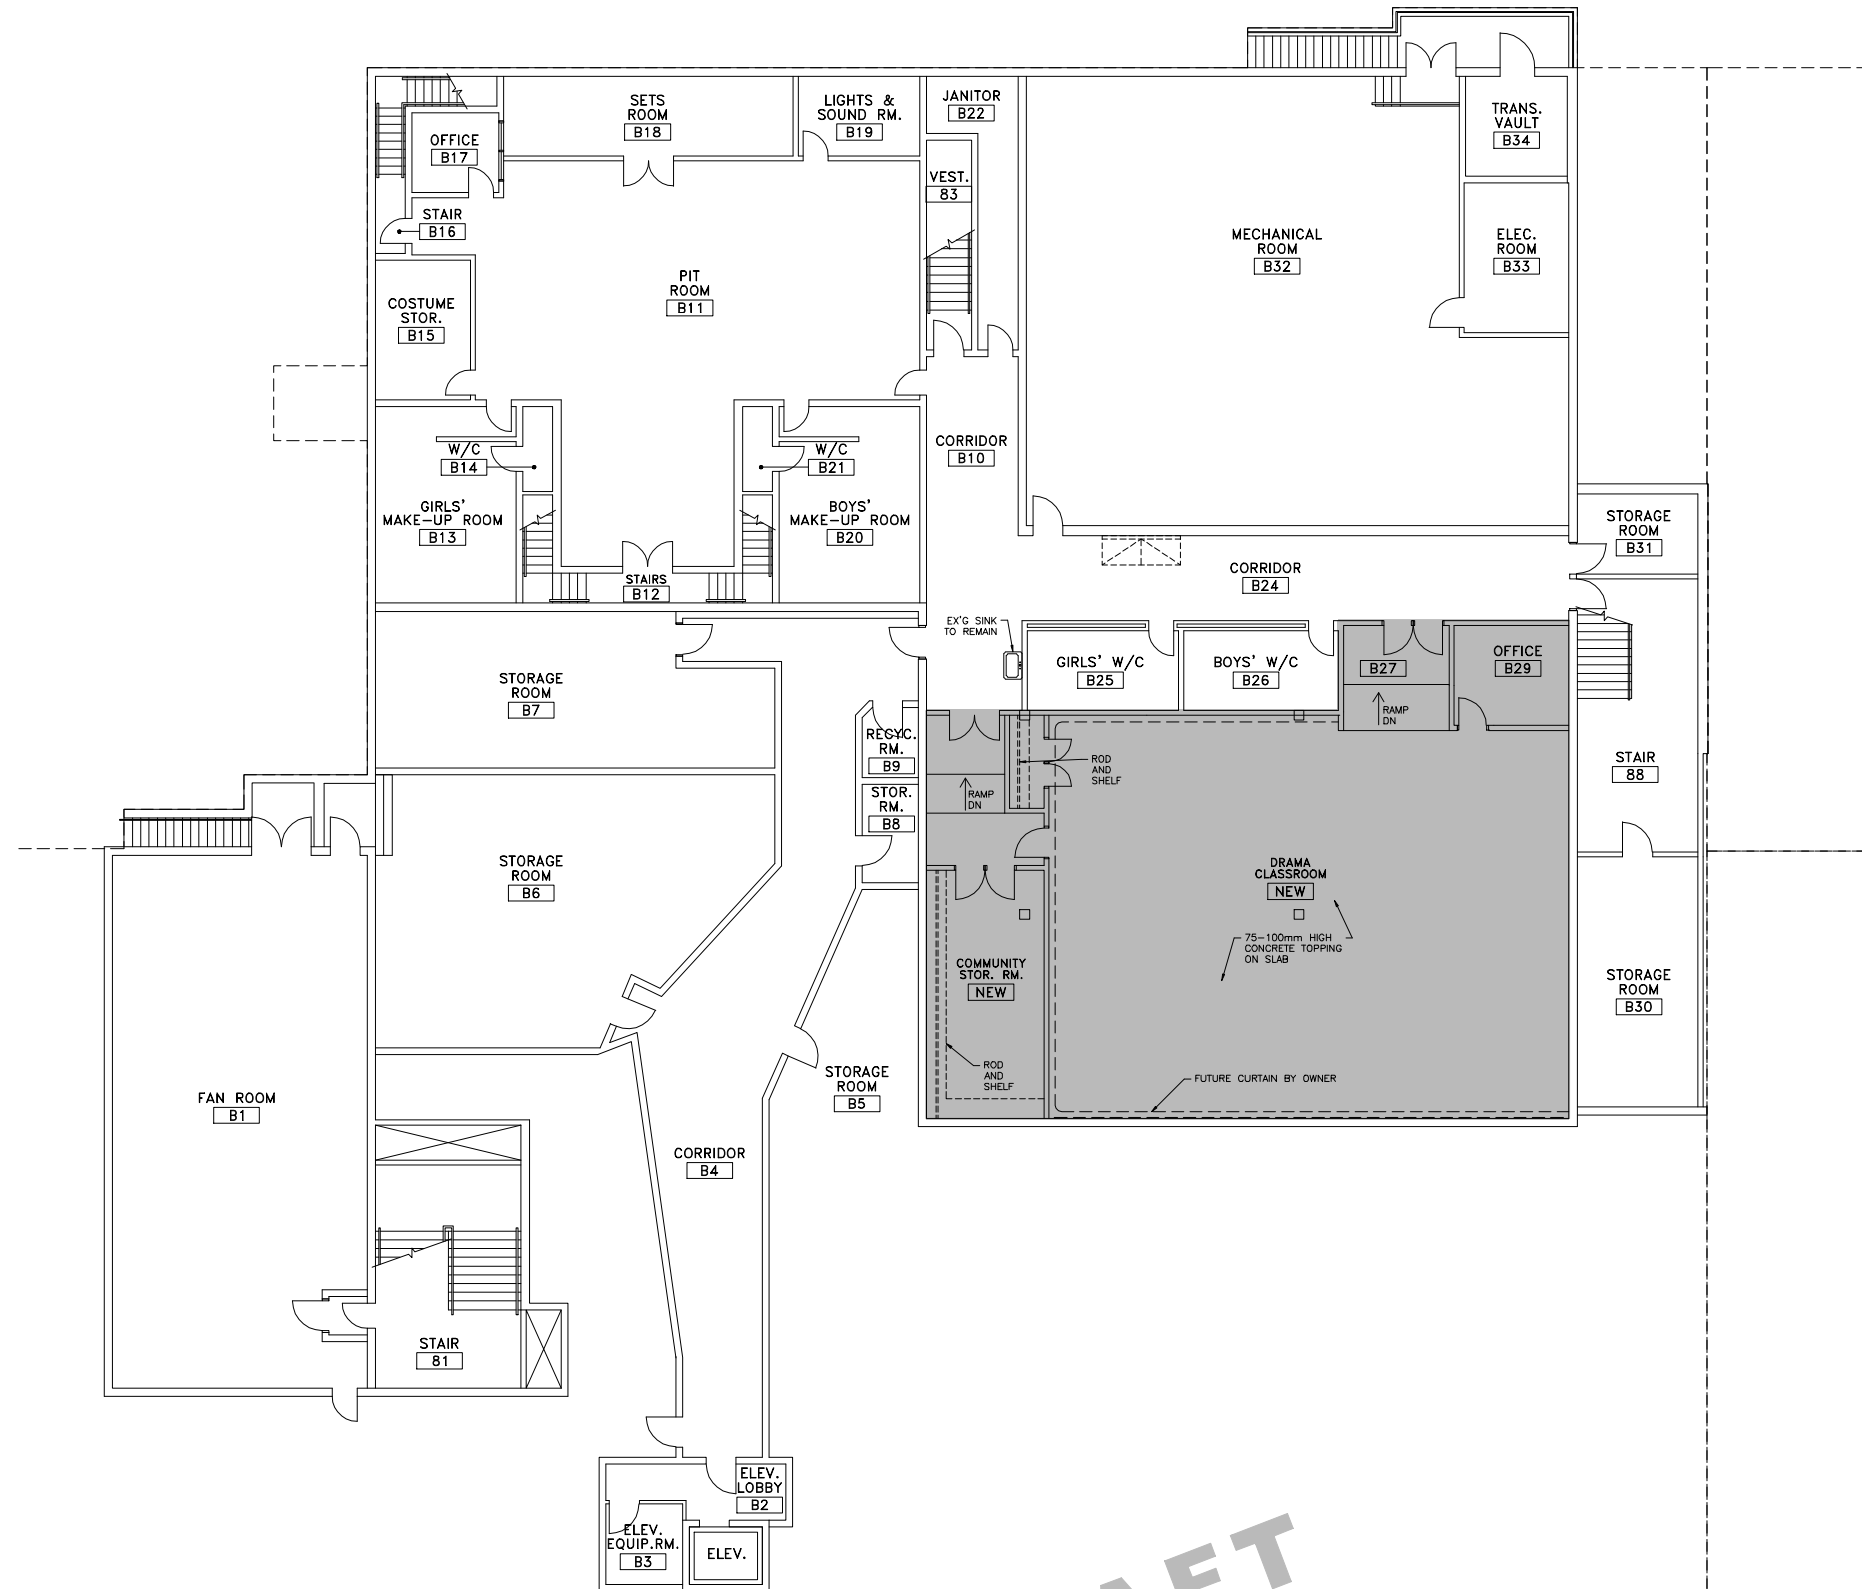 SETS
ROOM
B18
LIGHTS &
SOUND RM.
B19
JANITOR
B22
TRANS.
VAULT
B34
OFFICE
B17
VEST.
83
STAIR
B16
MECHANICAL
ROOM
B32
ELEC.
ROOM
B33
PIT
ROOM
B11
COSTUME
STOR.
B15
CORRIDOR
B10
W/C
B14
W/C
B21
GIRLS'
MAKE-UP ROOM
B13
BOYS'
MAKE-UP ROOM
B20
STORAGE
ROOM
B31
STAIRS
B12
CORRIDOR
B24
EX'G SINK
TO REMAIN
GIRLS' W/C
B25
BOYS' W/C
B26
B27
OFFICE
B29
RAMP
DN
STORAGE
ROOM
B7
RECYC.
RM.
B9
ROD
AND
SHELF
STAIR
88
RAMP
DN
STOR.
RM.
B8
STORAGE
ROOM
B6
DRAMA
CLASSROOM
NEW
75-100mm HIGH
CONCRETE TOPPING
ON SLAB
COMMUNITY
STOR. RM.
NEW
STORAGE
ROOM
B30
ROD
AND
SHELF
FUTURE CURTAIN BY OWNER
STORAGE
ROOM
B5
FAN ROOM
B1
CORRIDOR
B4
STAIR
81
ELEV.
LOBBY
B2
ELEV.
EQUIP.RM.
B3
ELEV.